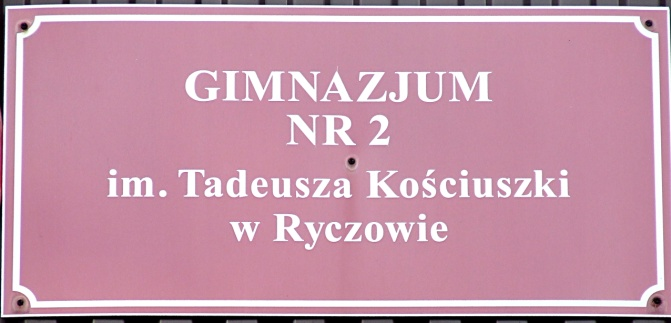 GIMNAZJUM
NR 2
im. Tadeusza Kościuszki
w Ryczowie